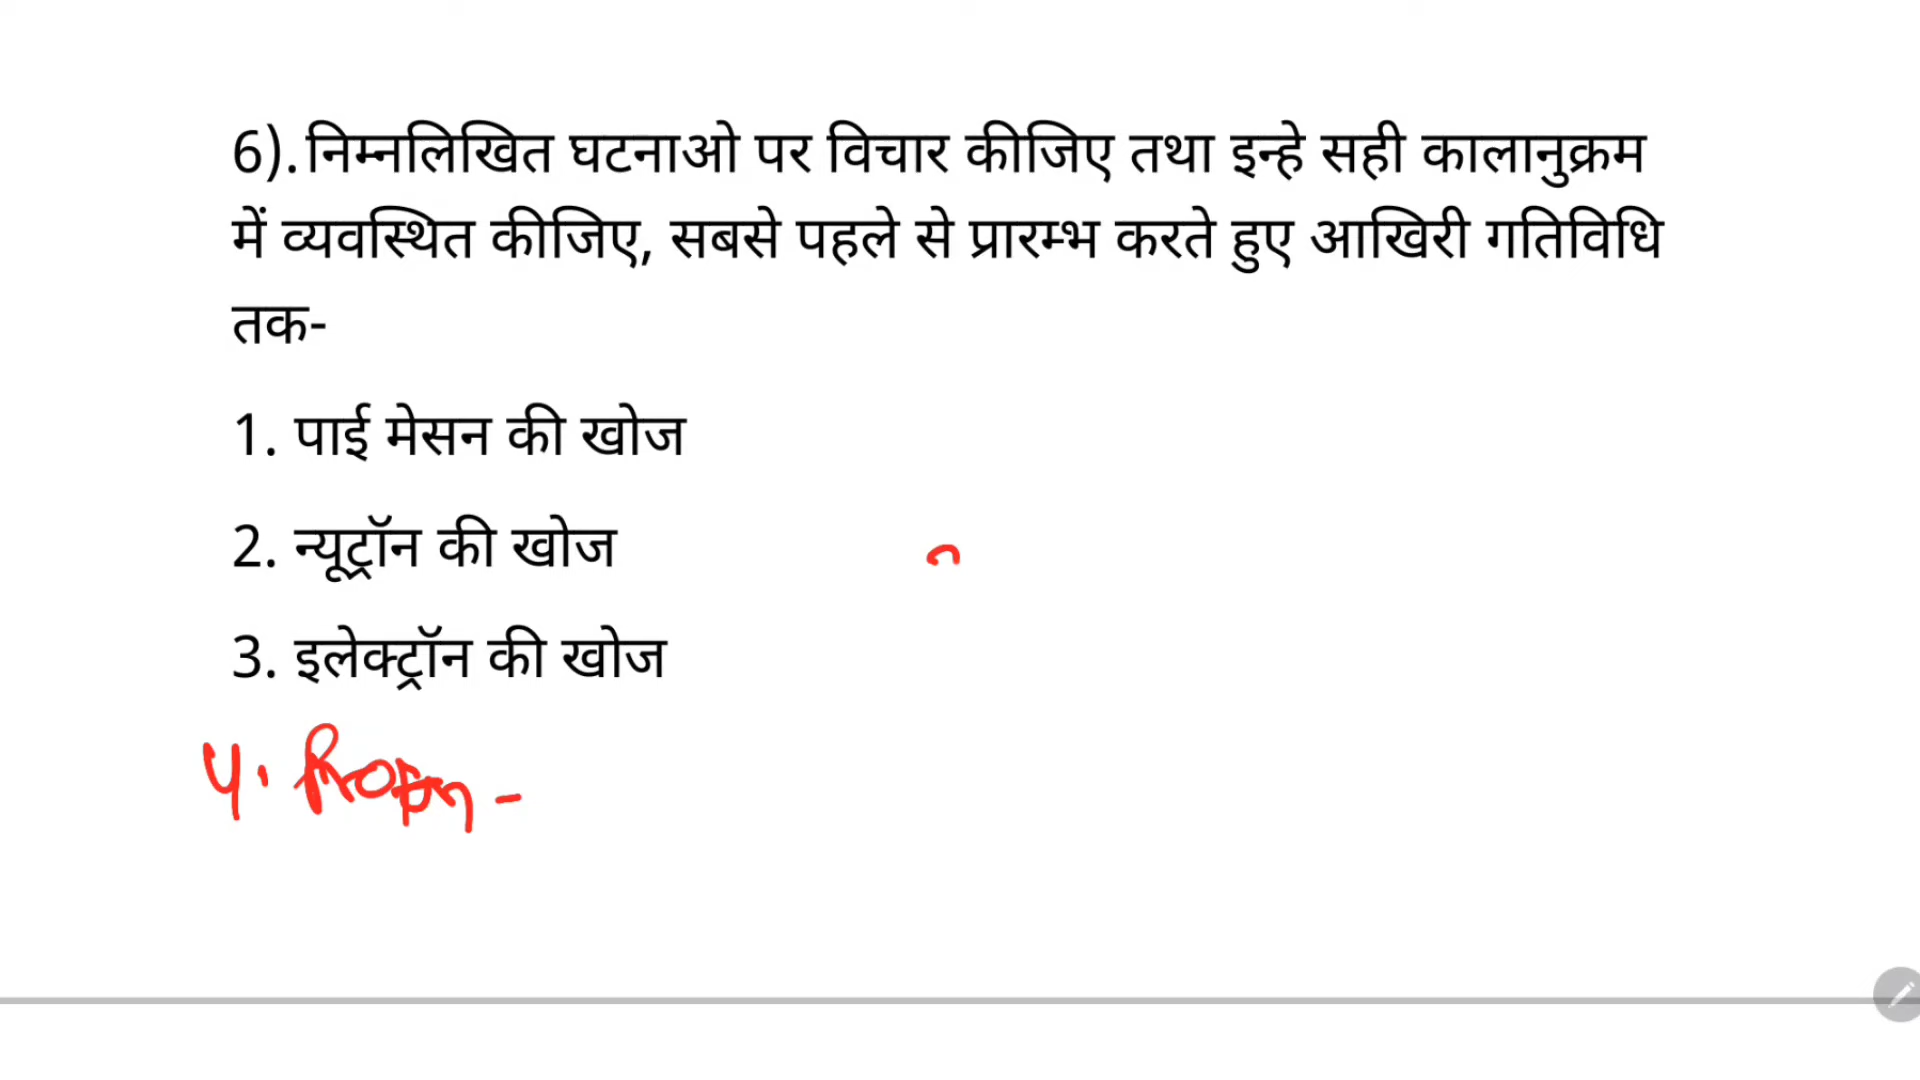 6).निम्नलिखित घटनाओ पर विचार कीजिए तथा इन्हे सही कालानुक्रम
में व्यवस्थित कीजिए, सबसे पहले से प्रारम्भ करते हुए आखिरी गतिविधि
तक-
1. पाई मेसन की खोज
2. न्यूट्रॉन की खोज
3. इलेक्ट्रॉन की खोज
4. Proton -